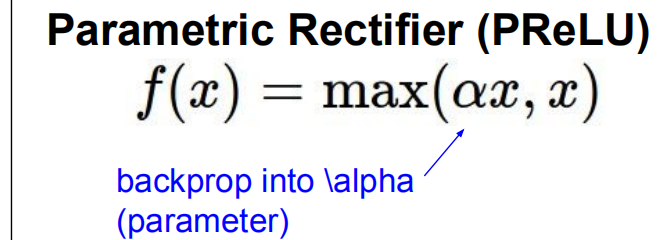 Parametric Rectifier (PReLU)
f(x) = max(αx, x)
backprop into \alpha
(parameter)